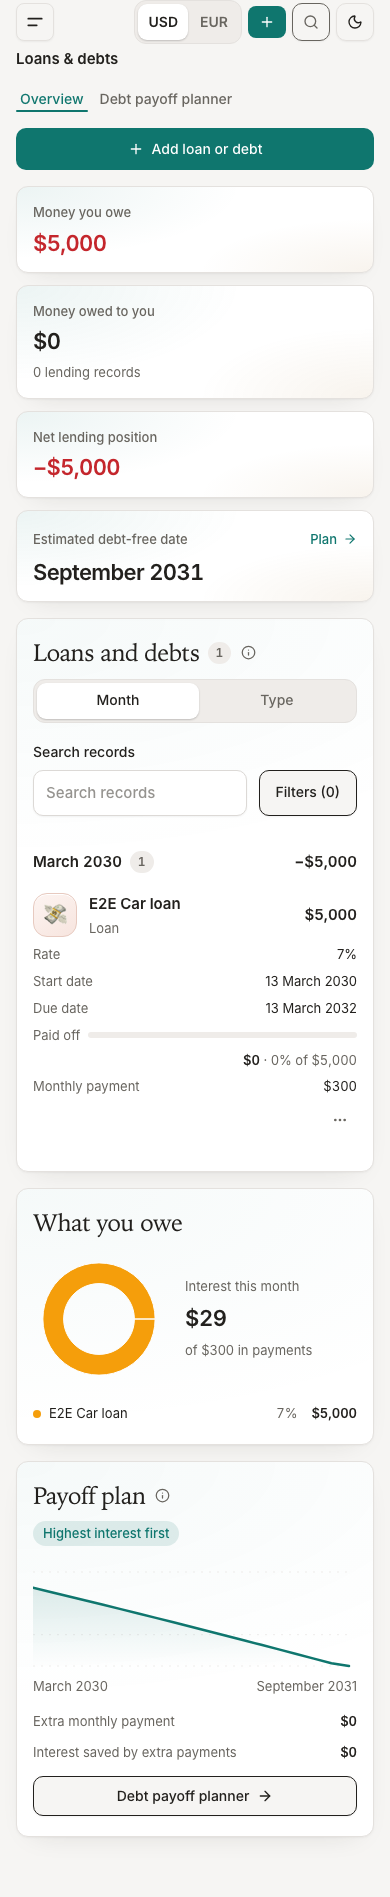 USD EUR
Loans & debts
Overview Debt payoff planner
+ Add loan or debt
Money you owe
$5,000
Money owed to you
$0
0 lending records
Net lending position
−$5,000
Estimated debt-free date Plan →
September 2031
Loans and debts 1
Month Type
Search records
Search records Filters (0)
March 2030 1 −$5,000
E2E Car loan $5,000
Loan
Rate 7%
Start date 13 March 2030
Due date 13 March 2032
Paid off
$0 · 0% of $5,000
Monthly payment $300
...
What you owe
Interest this month
$29
of $300 in payments
E2E Car loan 7% $5,000
Payoff plan
Highest interest first
March 2030 September 2031
Extra monthly payment $0
Interest saved by extra payments $0
Debt payoff planner →